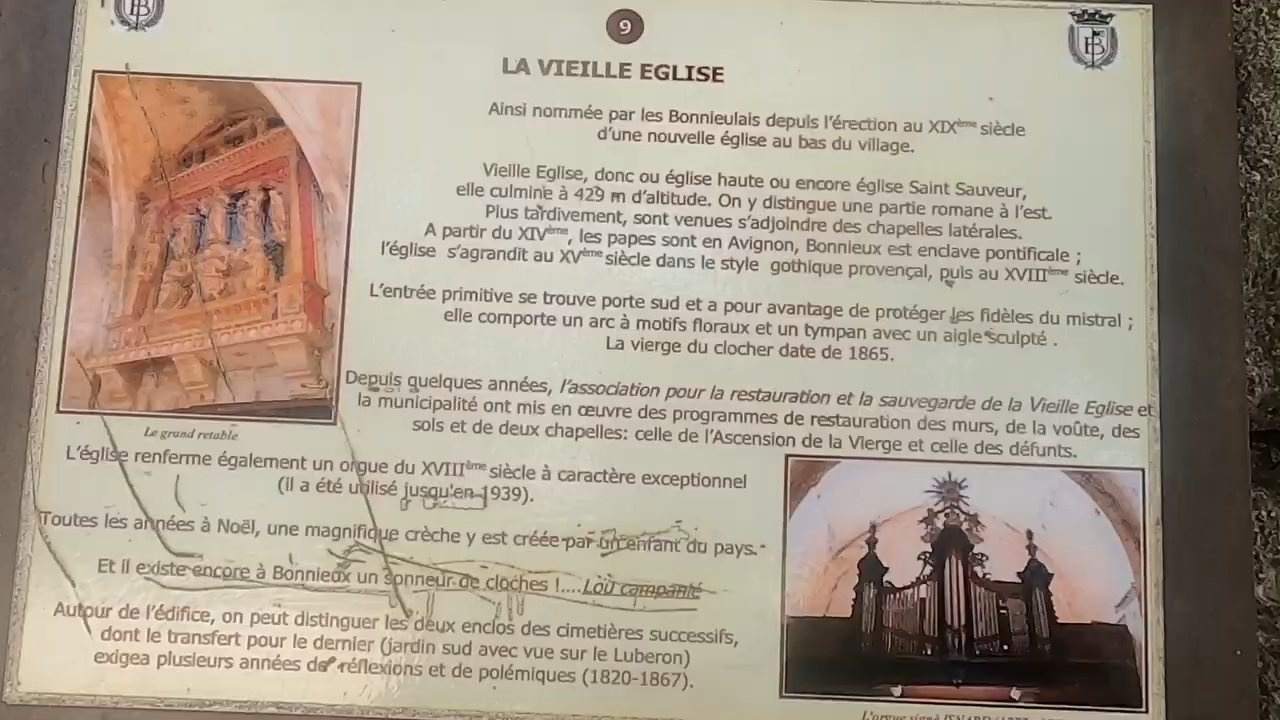 9
LA VIEILLE EGLISE
Ainsi nommée par les Bonnieulais depuis l'érection au XIXème siècle
d'une nouvelle église au bas du village.
Vieille Eglise, donc ou église haute ou encore église Saint Sauveur,
elle culmine à 429 m d'altitude. On y distingue une partie romane à l'est.
Plus tardivement, sont venues s'adjoindre des chapelles latérales.
A partir du XIVème, les papes sont en Avignon, Bonnieux est enclave pontificale ;
l'église s'agrandit au XVème siècle dans le style gothique provençal, puis au XVIIIème siècle.
L'entrée primitive se trouve porte sud et a pour avantage de protéger les fidèles du mistral ;
elle comporte un arc à motifs floraux et un tympan avec un aigle sculpté .
La vierge du clocher date de 1865.
Depuis quelques années, l'association pour la restauration et la sauvegarde de la Vieille Eglise et
la municipalité ont mis en œuvre des programmes de restauration des murs, de la voûte, des
sols et de deux chapelles: celle de l'Ascension de la Vierge et celle des défunts.
Le grand retable
L'église renferme également un orgue du XVIIIème siècle à caractère exceptionnel
(il a été utilisé jusqu'en 1939).
Toutes les années à Noël, une magnifique crèche y est créée par un enfant du pays.
Et il existe encore à Bonnieux un sonneur de cloches !....Loù campanié
Autour de l'édifice, on peut distinguer les deux enclos des cimetières successifs,
dont le transfert pour le dernier (jardin sud avec vue sur le Luberon)
exigea plusieurs années de réflexions et de polémiques (1820-1867).
L'orgue signé